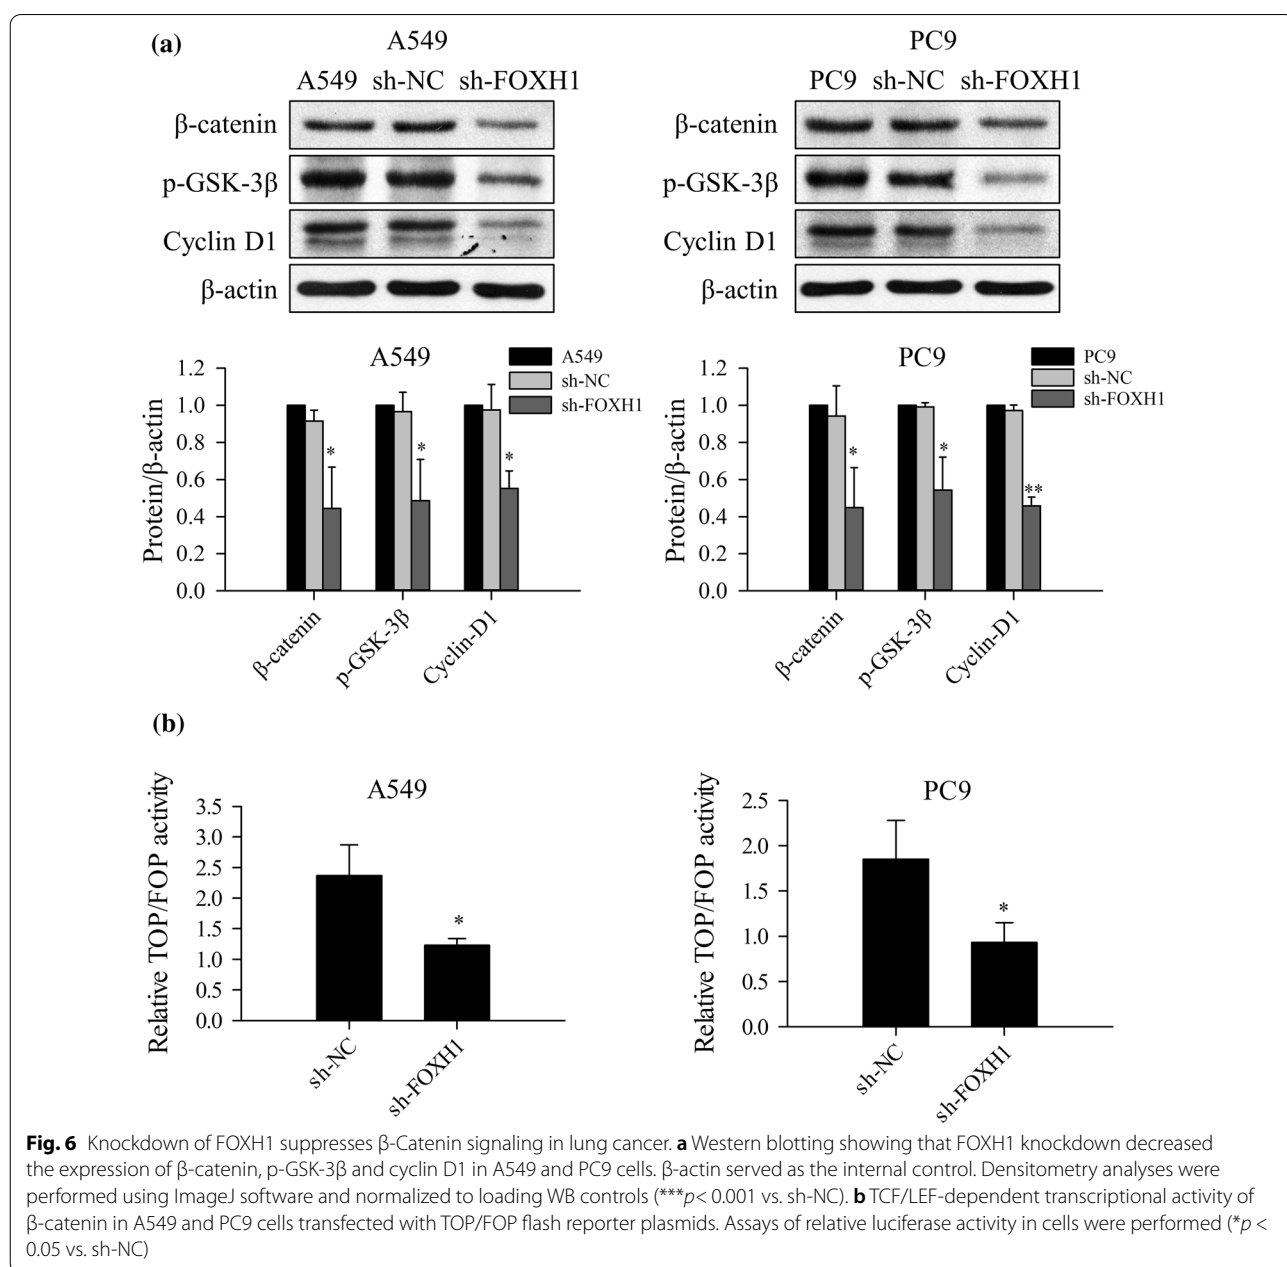 (a)
A549
A549 sh-NC sh-FOXH1
β-catenin
p-GSK-3β
Cyclin D1
β-actin
PC9
PC9 sh-NC sh-FOXH1
β-catenin
p-GSK-3β
Cyclin D1
β-actin
A549
A549
sh-NC
sh-FOXH1
Protein/β-actin
1.2
1.0
0.8
0.6
0.4
0.2
0.0
*
*
*
β-catenin
p-GSK-3β
Cyclin-D1
PC9
PC9
sh-NC
sh-FOXH1
Protein/β-actin
1.2
1.0
0.8
0.6
0.4
0.2
0.0
*
*
**
β-catenin
p-GSK-3β
Cyclin-D1
(b)
A549
Relative TOP/FOP activity
3.5
3.0
2.5
2.0
1.5
1.0
0.5
0.0
*
sh-NC
sh-FOXH1
PC9
Relative TOP/FOP activity
2.5
2.0
1.5
1.0
0.5
0.0
*
sh-NC
sh-FOXH1
Fig. 6 Knockdown of FOXH1 suppresses β-Catenin signaling in lung cancer. a Western blotting showing that FOXH1 knockdown decreased
the expression of β-catenin, p-GSK-3β and cyclin D1 in A549 and PC9 cells. β-actin served as the internal control. Densitometry analyses were
performed using ImageJ software and normalized to loading WB controls (***p< 0.001 vs. sh-NC). b TCF/LEF-dependent transcriptional activity of
β-catenin in A549 and PC9 cells transfected with TOP/FOP flash reporter plasmids. Assays of relative luciferase activity in cells were performed (*p <
0.05 vs. sh-NC)